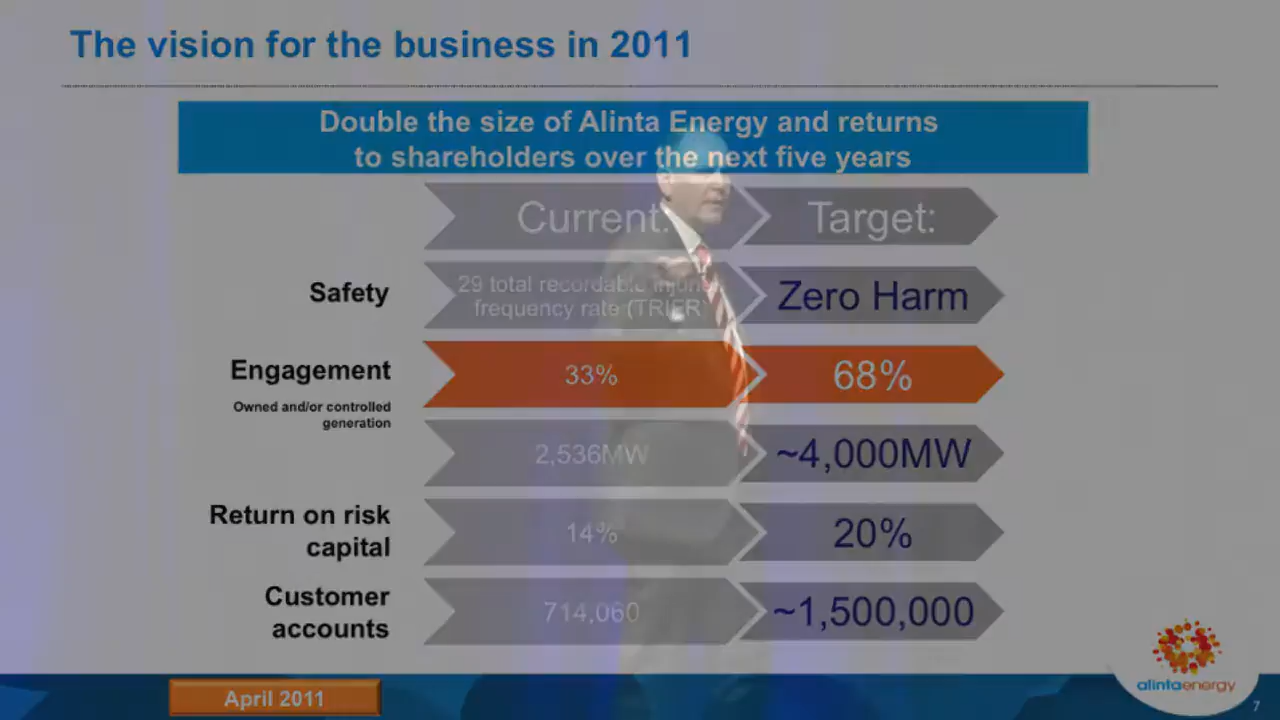 The vision for the business in 2011
Double the size of Alinta Energy and returns
to shareholders over the next five years
Current:
Target:
Safety
29 total recordable injuries
frequency rate (TRIFR)
Zero Harm
Engagement
33%
68%
Owned and/or controlled
generation
2,536MW
~4,000MW
Return on risk
capital
14%
20%
Customer
accounts
714,060
~1,500,000
April 2011
alintaenergy
7